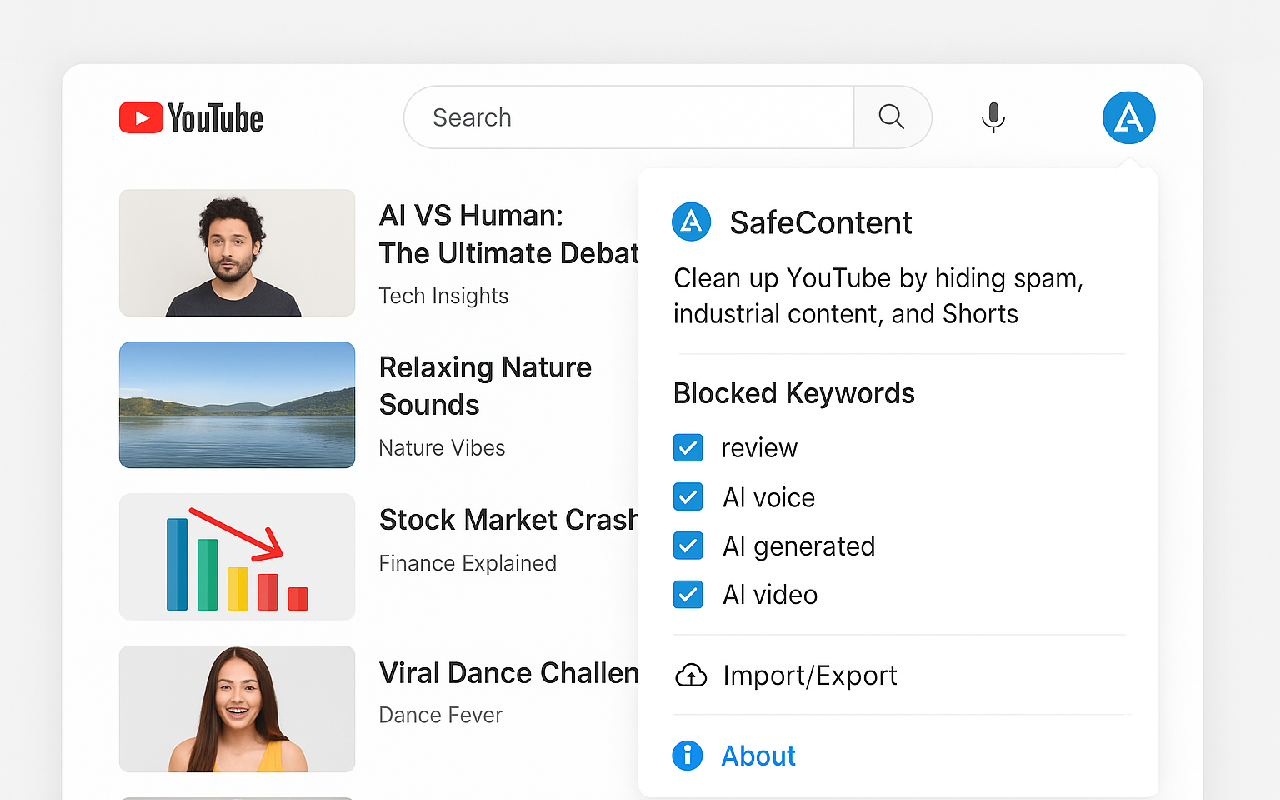 YouTube
Search
AI VS Human:
The Ultimate Debat
Tech Insights
Relaxing Nature
Sounds
Nature Vibes
Stock Market Crash
Finance Explained
Viral Dance Challen
Dance Fever
SafeContent
Clean up YouTube by hiding spam,
industrial content, and Shorts
Blocked Keywords
review
AI voice
AI generated
AI video
Import/Export
About